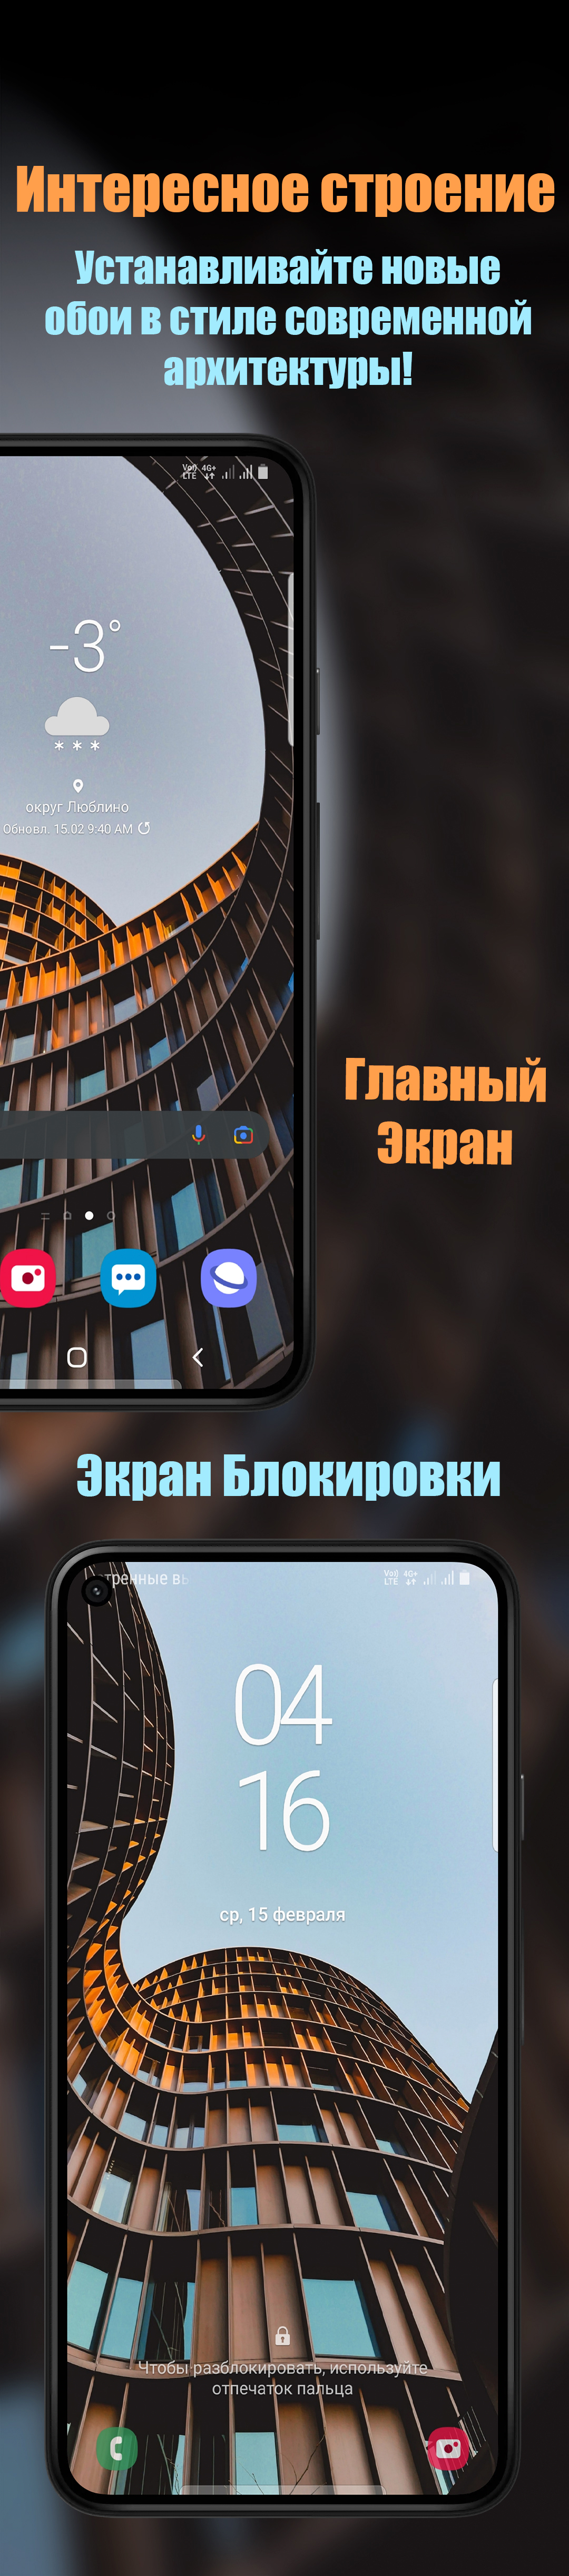 Интересное строение
Устанавливайте новые
обои в стиле современной
архитектуры!
Vo))
LTE
4G+
-3°
округ Люблино
Обновл. 15.02 9:40 AM
Главный
Экран
Экран Блокировки
тренные вы
Vo))
LTE
4G+
04
16
ср, 15 февраля
Чтобы разблокировать, используйте
отпечаток пальца